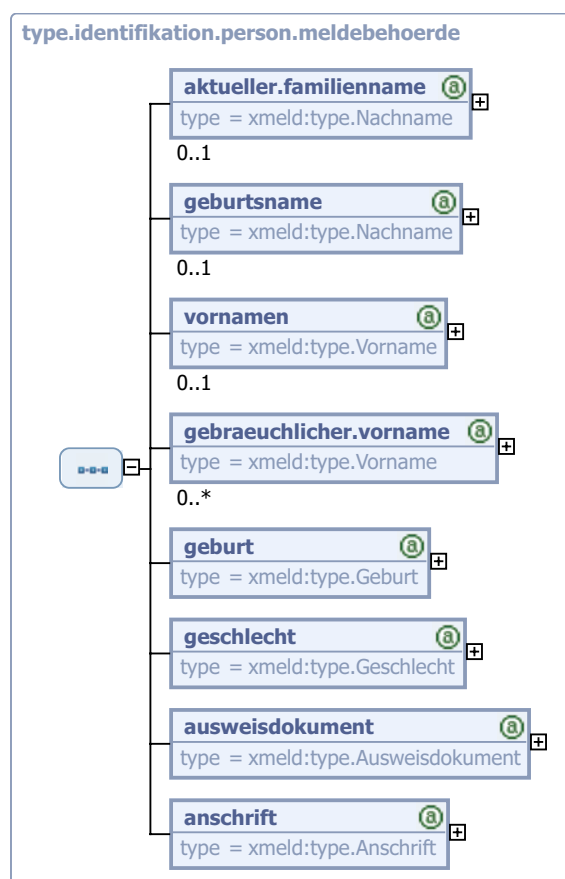 type.identifikation.person.meldebehoerde
aktueller.familienname @
type = xmeld:type.Nachname
0..1
geburtsname @
type = xmeld:type.Nachname
0..1
vornamen @
type = xmeld:type.Vorname
0..1
gebraeuchlicher.vorname @
type = xmeld:type.Vorname
0..*
geburt @
type = xmeld:type.Geburt
geschlecht @
type = xmeld:type.Geschlecht
ausweisdokument @
type = xmeld:type.Ausweisdokument
anschrift @
type = xmeld:type.Anschrift